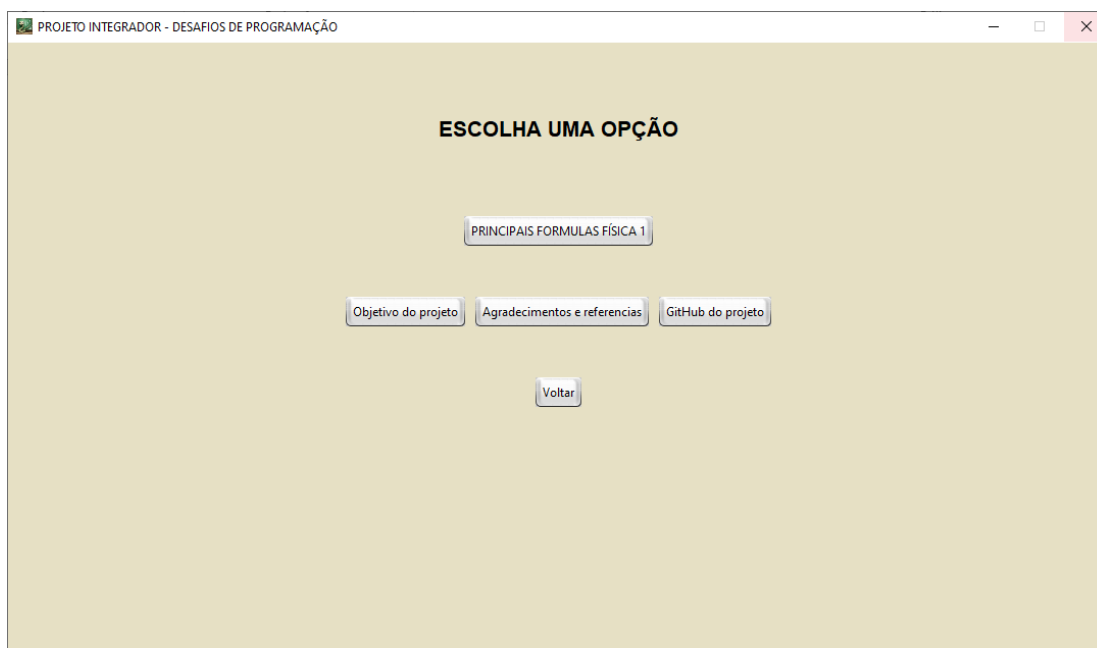 PROJETO INTEGRADOR - DESAFIOS DE PROGRAMAÇÃO
ESCOLHA UMA OPÇÃO
PRINCIPAIS FORMULAS FÍSICA 1
Objetivo do projeto Agradecimentos e referencias GitHub do projeto
Voltar